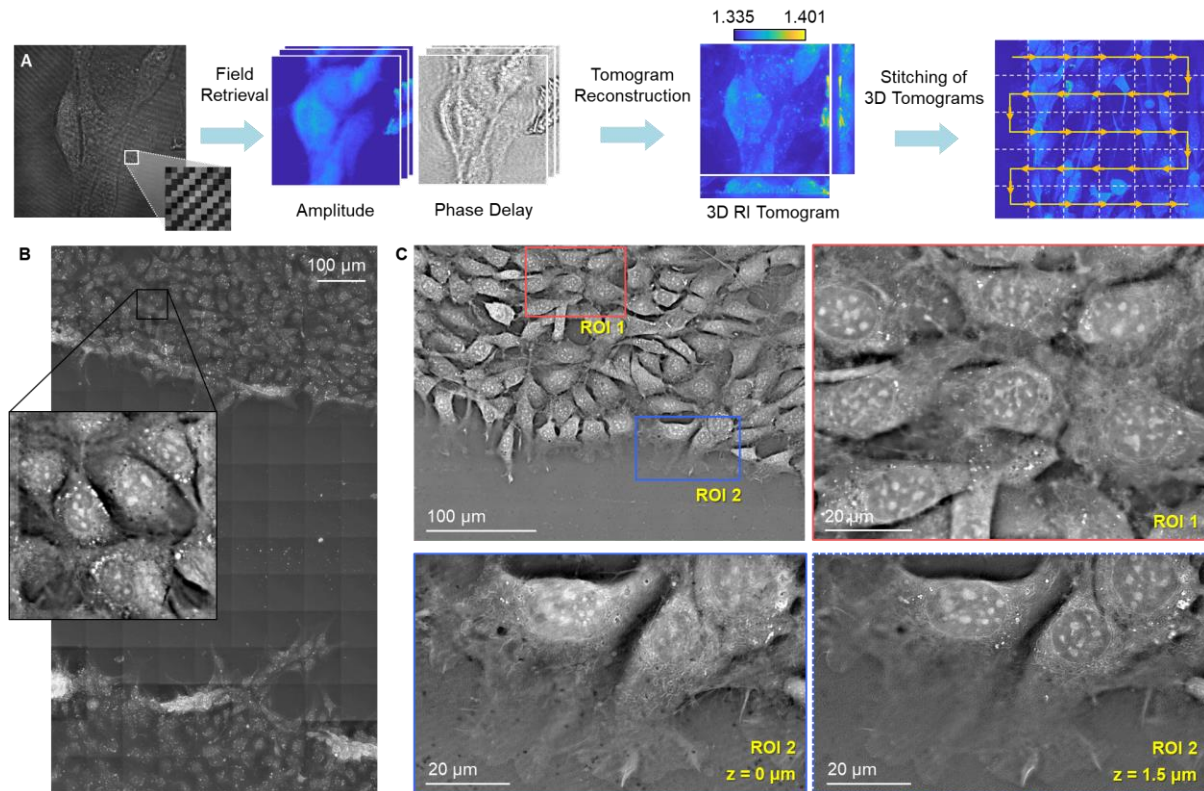 A
Field
Retrieval
Amplitude
Phase Delay
Tomogram
Reconstruction
1.335
1.401
3D RI Tomogram
Stitching of
3D Tomograms
B
100 μm
C
ROI 1
ROI 2
100 μm
20 μm
ROI 1
20 μm
ROI 2
z = 0 μm
20 μm
ROI 2
z = 1.5 μm